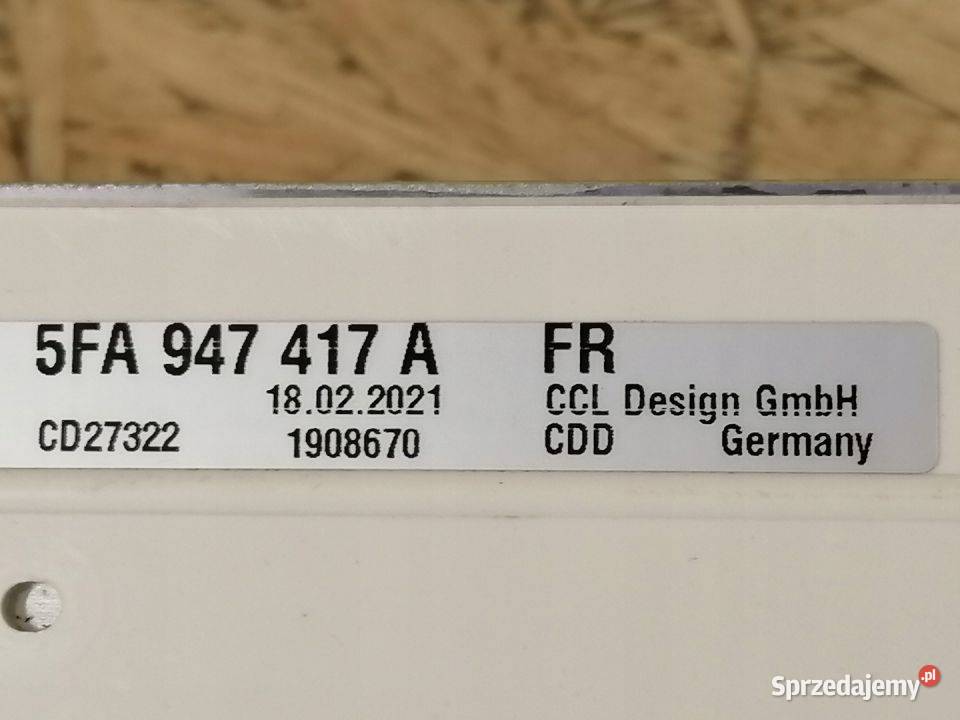 5FA 947 417 A FR
18.02.2021 CCL Design GmbH
CD27322 1908670 CDD Germany
Sprzedajemy.pl